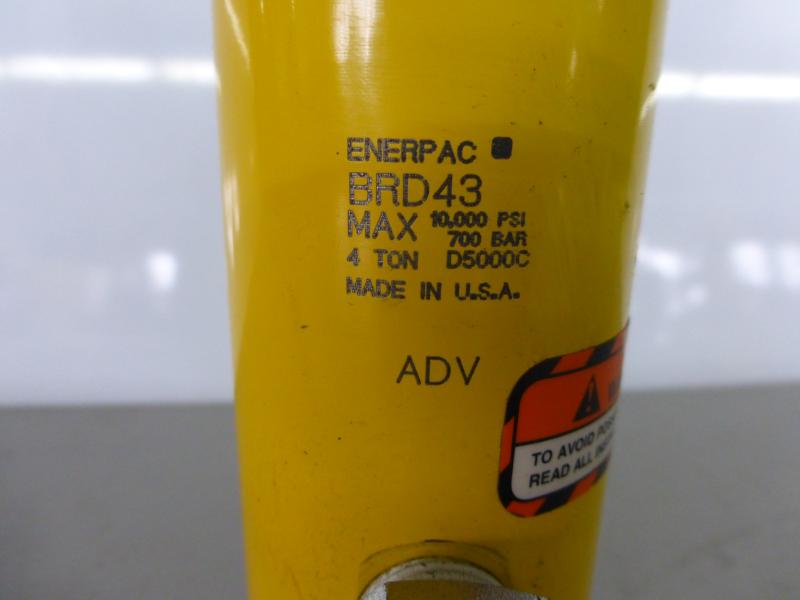 ENERPAC
BRD43
MAX 10,000 PSI
700 BAR
4 TON D5000C
MADE IN U.S.A.
ADV
TO AVOID
READ ALL